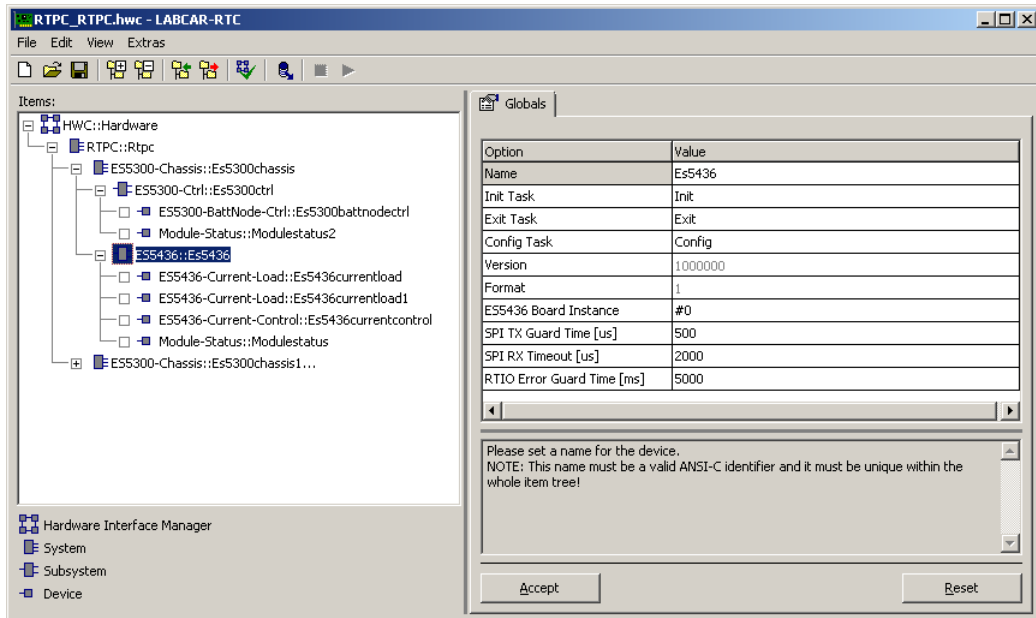 RTPC_RTPC.hwc - LABCAR-RTC
File Edit View Extras
Items:
HWC::Hardware
RTPC::Rtpc
ES5300-Chassis::Es5300chassis
ES5300-Ctrl::Es5300ctrl
ES5300-BattNode-Ctrl::Es5300battnodectrl
Module-Status::Modulestatus2
ES5436::Es5436
ES5436-Current-Load::Es5436currentload
ES5436-Current-Load::Es5436currentload1
ES5436-Current-Control::Es5436currentcontrol
Module-Status::Modulestatus
ES5300-Chassis::Es5300chassis1...
Hardware Interface Manager
System
Subsystem
Device
Globals
Option Value
Name Es5436
Init Task Init
Exit Task Exit
Config Task Config
Version 1000000
Format 1
ES5436 Board Instance #0
SPI TX Guard Time [us] 500
SPI RX Timeout [us] 2000
RTIO Error Guard Time [ms] 5000
Please set a name for the device.
NOTE: This name must be a valid ANSI-C identifier and it must be unique within the
whole item tree!
Accept Reset